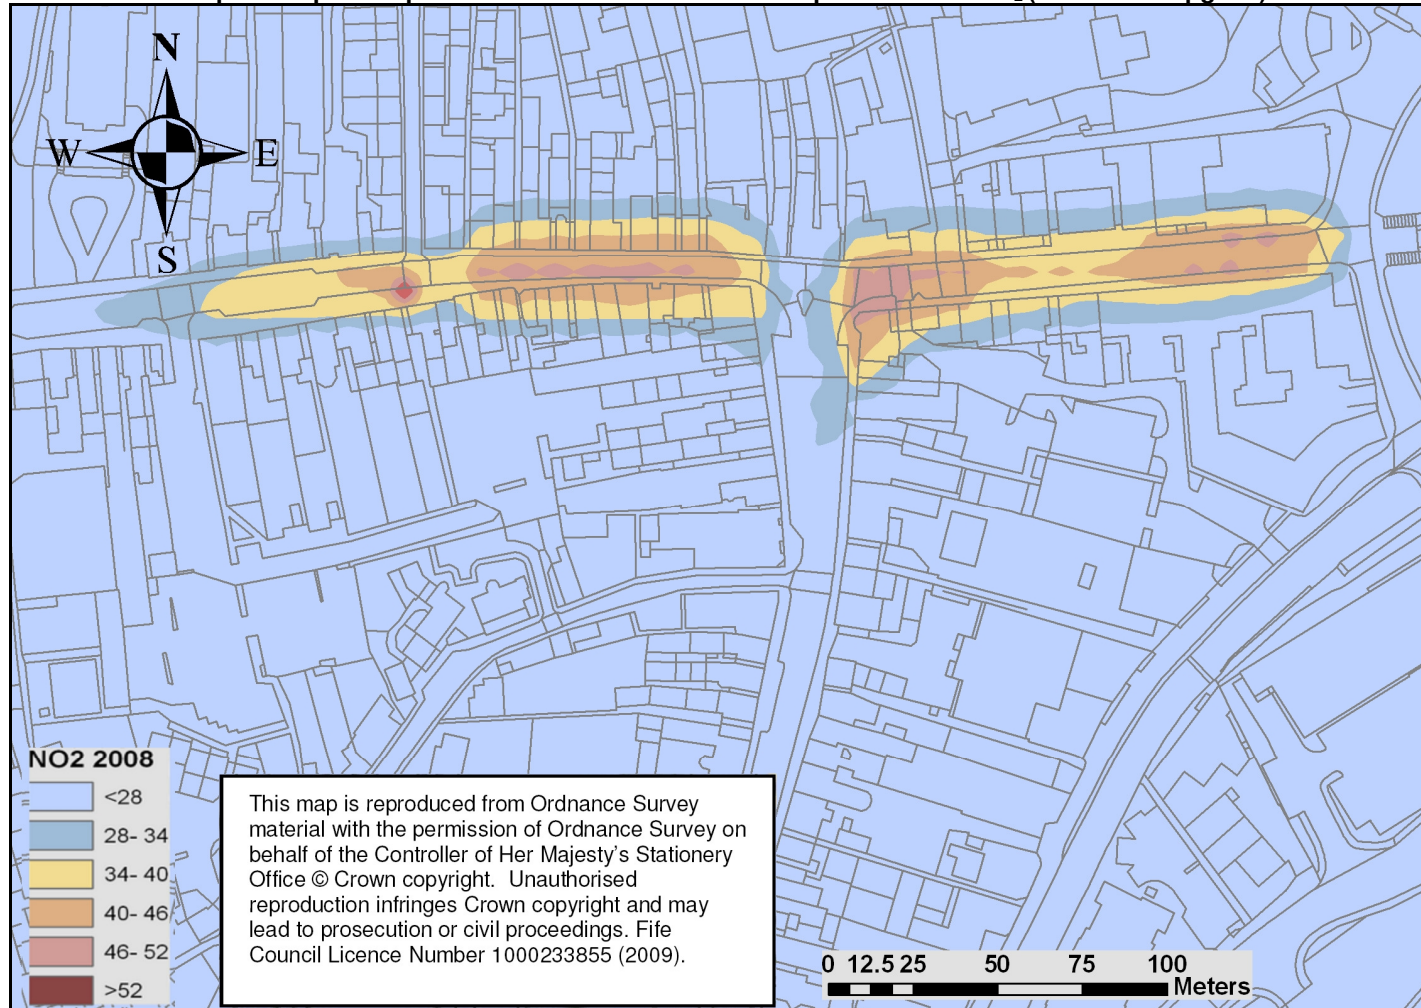 N
W E
S
NO2 2008
<28
28- 34
34- 40
40- 46
46- 52
>52
This map is reproduced from Ordnance Survey
material with the permission of Ordnance Survey on
behalf of the Controller of Her Majesty's Stationery
Office © Crown copyright. Unauthorised
reproduction infringes Crown copyright and may
lead to prosecution or civil proceedings. Fife
Council Licence Number 1000233855 (2009).
0 12.5 25 50 75 100
Meters